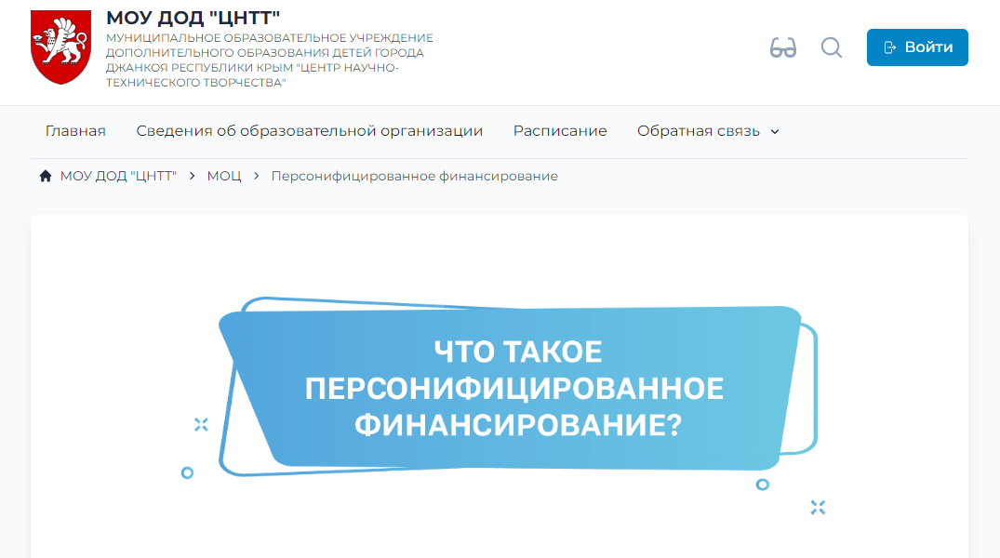 МОУ ДОД "ЦНТТ"
МУНИЦИПАЛЬНОЕ ОБРАЗОВАТЕЛЬНОЕ УЧРЕЖДЕНИЕ
ДОПОЛНИТЕЛЬНОГО ОБРАЗОВАНИЯ ДЕТЕЙ ГОРОДА
ДЖАНКОЯ РЕСПУБЛИКИ КРЫМ "ЦЕНТР НАУЧНО-
ТЕХНИЧЕСКОГО ТВОРЧЕСТВА"
Войти
Главная Сведения об образовательной организации Расписание Обратная связь
МОУ ДОД "ЦНТТ" МОЦ Персонифицированное финансирование
ЧТО ТАКОЕ
ПЕРСОНИФИЦИРОВАННОЕ
ФИНАНСИРОВАНИЕ?